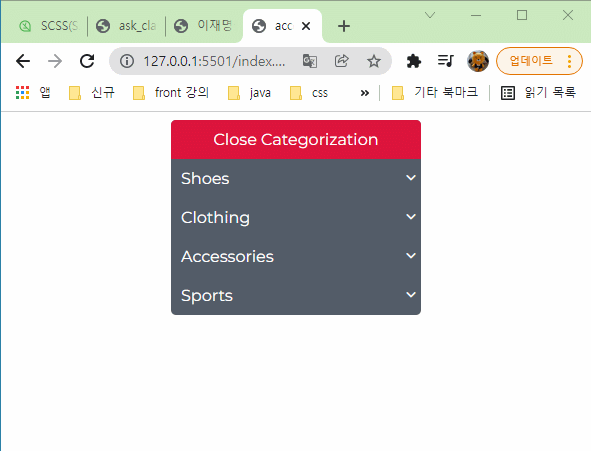 SCSS(S
ask_cla
이재명
acc
127.0.0.1:5501/index....
업데이트
앱
신규
front 강의
java
css
»
기타 북마크
읽기 목록
Close Categorization
Shoes
Clothing
Accessories
Sports